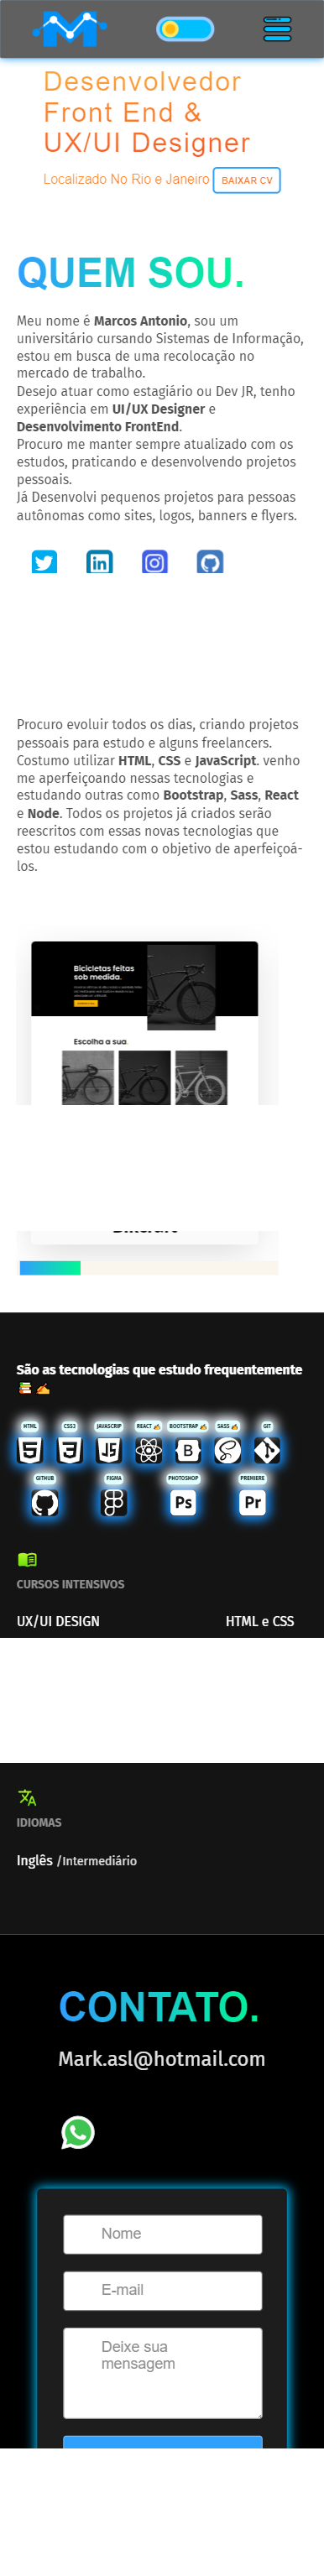 Desenvolvedor
Front End &
UX/UI Designer
Localizado No Rio e Janeiro BAIXAR CV
QUEM SOU.
Meu nome é Marcos Antonio, sou um
universitário cursando Sistemas de Informação,
estou em busca de uma recolocação no
mercado de trabalho.
Desejo atuar como estagiário ou Dev JR, tenho
experiência em UI/UX Designer e
Desenvolvimento FrontEnd.
Procuro me manter sempre atualizado com os
estudos, praticando e desenvolvendo projetos
pessoais.
Já Desenvolvi pequenos projetos para pessoas
autônomas como sites, logos, banners e flyers.
Procuro evoluir todos os dias, criando projetos
pessoais para estudo e alguns freelancers.
Costumo utilizar HTML, CSS e JavaScript. venho
me aperfeiçoando nessas tecnologias e
estudando outras como Bootstrap, Sass, React
e Node. Todos os projetos já criados serão
reescritos com essas novas tecnologias que
estou estudando com o objetivo de aperfeiçoá-
los.
Bicicletas feitas
sob medida.
Escolha a sua.
São as tecnologias que estudo frequentemente
HTML CSS3 JAVASCRIP REACT BOOTSTRAP SASS GIT
GITHUB FIGMA PHOTOSHOP PREMIERE
Ps Pr
CURSOS INTENSIVOS
UX/UI DESIGN HTML e CSS
IDIOMAS
Inglês /Intermediário
CONTATO.
Mark.asl@hotmail.com
Nome
E-mail
Deixe sua
mensagem